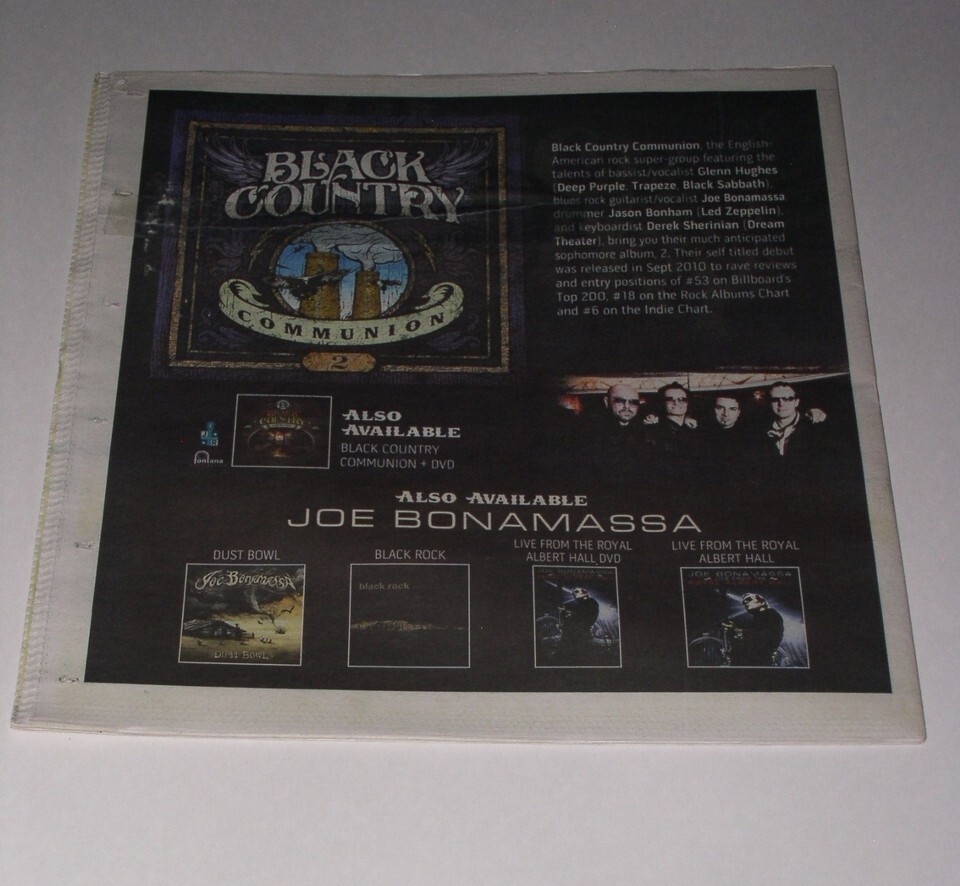 BLACK
COUNTRY
COMMUNION
2
Black Country Communion, the English-
American rock super-group featuring the
talents of bassist/vocalist Glenn Hughes
(Deep Purple, Trapeze, Black Sabbath),
blues rock guitarist/vocalist Joe Bonamassa
drummer Jason Bonham (Led Zeppelin),
and keyboardist Derek Sherinian (Dream
Theater), bring you their much anticipated
sophomore album, 2. Their self titled debut
was released in Sept 2010 to rave reviews
and entry positions of #53 on Billboard's
Top 200, #18 on the Rock Albums Chart
and #6 on the Indie Chart.
fontana
COUNTRY
ALSO
AVAILABLE
BLACK COUNTRY
COMMUNION + DVD
ALSO AVAILABLE
JOE BONAMASSA
DUST BOWL
BLACK ROCK
LIVE FROM THE ROYAL
ALBERT HALL DVD
LIVE FROM THE ROYAL
ALBERT HALL
Joe Bonamassa
DUST BOWL
black rock
JOE BONAMASSA
JOE BONAMASSA